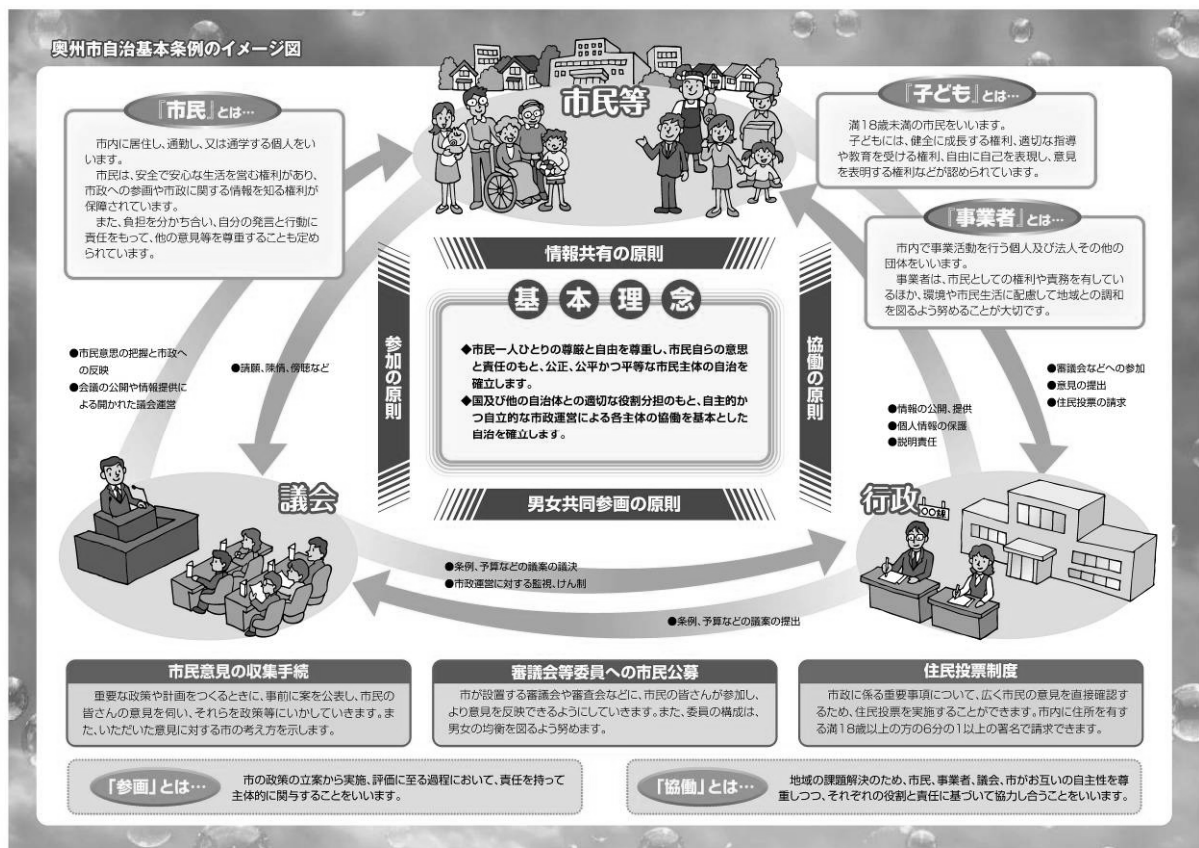 奥州市自治基本条例のイメージ図
『市民』とは…
市内に居住し、通勤し、又は通学する個人をい
います。
市民は、安全で安心な生活を営む権利があり、
市政への参画や市政に関する情報を知る権利が
保障されています。
また、負担を分かち合い、自分の発言と行動に
責任をもって、他の意見等を尊重することも定め
られています。
市民等
『子ども』とは…
満18歳未満の市民をいいます。
子どもには、健全に成長する権利、適切な指導
や教育を受ける権利、自由に自己を表現し、意見
を表明する権利などが認められています。
『事業者』とは…
市内で事業活動を行う個人及び法人その他の
団体をいいます。
事業者は、市民としての権利や責務を有してい
るほか、環境や市民生活に配慮して地域との調和
を図るよう努めることが大切です。
情報共有の原則
参加の原則
協働の原則
男女共同参画の原則
基本理念
◆市民一人ひとりの尊厳と自由を尊重し、市民自らの意思
と責任のもと、公正、公平かつ平等な市民主体の自治を
確立します。
◆国及び他の自治体との適切な役割分担のもと、自主的か
つ自立的な市政運営による各主体の協働を基本とした
自治を確立します。
●市民意思の把握と市政へ
の反映
●会議の公開や情報提供に
よる開かれた議会運営
●請願、陳情、傍聴など
●情報の公開、提供
●個人情報の保護
●説明責任
●審議会などへの参加
●意見の提出
●住民投票の請求
議会
行政
○○課
●条例、予算などの議案の議決
●市政運営に対する監視、けん制
●条例、予算などの議案の提出
市民意見の収集手続
重要な政策や計画をつくるときに、事前に案を公表し、市民の
皆さんの意見を伺い、それらを政策等にいかしていきます。ま
た、いただいた意見に対する市の考え方を示します。
審議会等委員への市民公募
市が設置する審議会や審査会などに、市民の皆さんが参加し、
より意見を反映できるようにしていきます。また、委員の構成は、
男女の均衡を図るよう努めます。
住民投票制度
市政に係る重要事項について、広く市民の意見を直接確認す
るため、住民投票を実施することができます。市内に住所を有す
る満18歳以上の方の6分の1以上の署名で請求できます。
「参画」とは…
市の政策の立案から実施、評価に至る過程において、責任を持って
主体的に関与することをいいます。
「協働」とは…
地域の課題解決のため、市民、事業者、議会、市がお互いの自主性を尊
重しつつ、それぞれの役割と責任に基づいて協力し合うことをいいます。